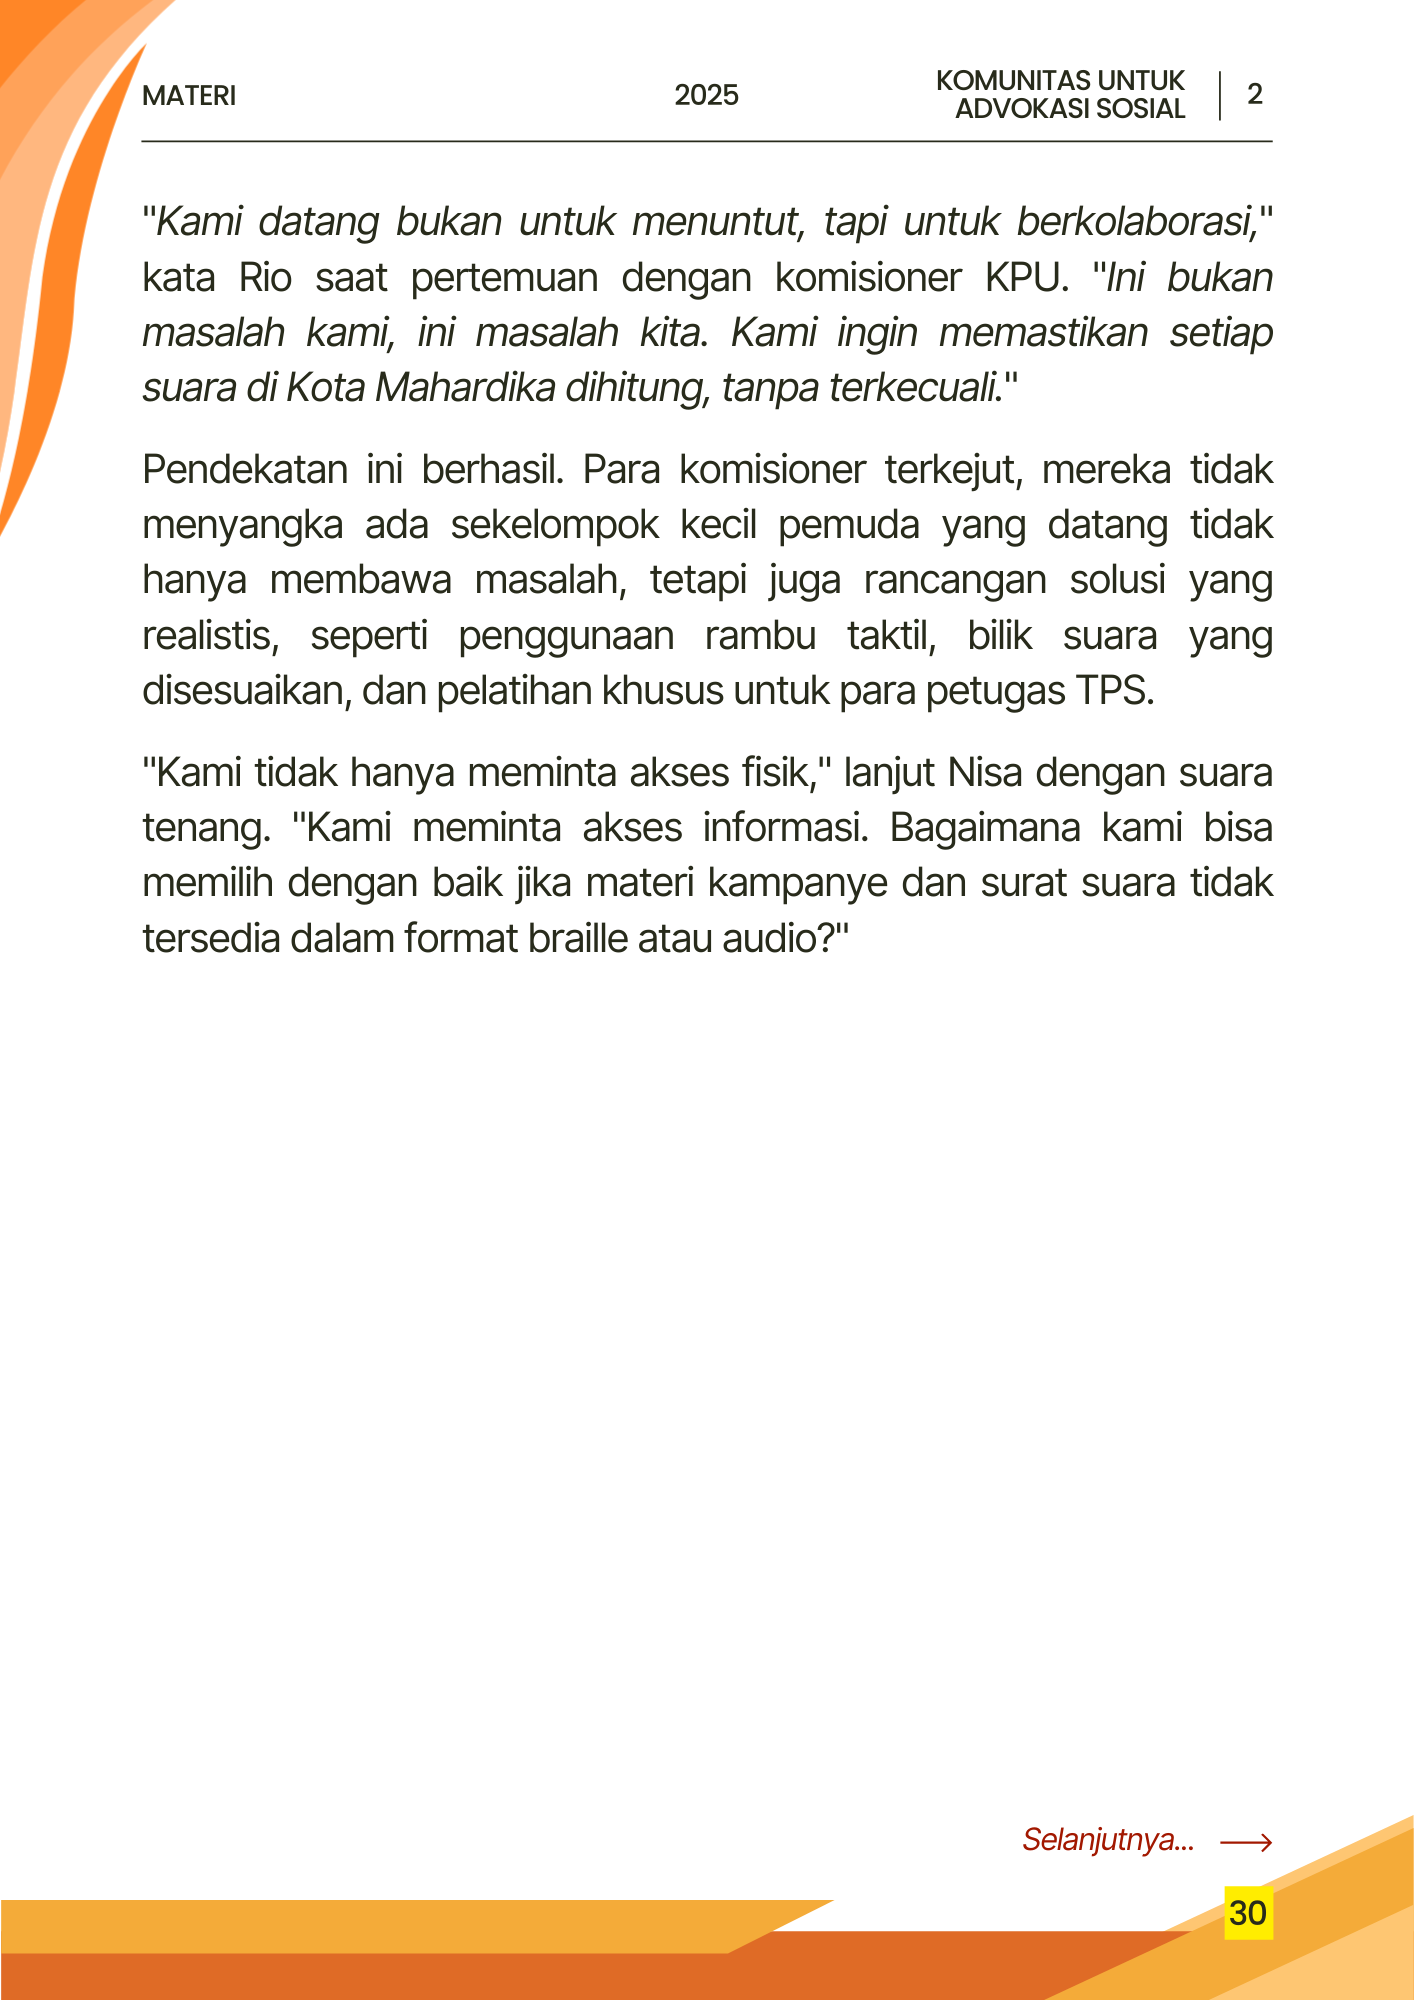 MATERI
2025
KOMUNITAS UNTUK
ADVOKASI SOSIAL
2
"Kami datang bukan untuk menuntut, tapi untuk berkolaborasi,"
kata Rio saat pertemuan dengan komisioner KPU. "Ini bukan
masalah kami, ini masalah kita. Kami ingin memastikan setiap
suara di Kota Mahardika dihitung, tanpa terkecuali."
Pendekatan ini berhasil. Para komisioner terkejut, mereka tidak
menyangka ada sekelompok kecil pemuda yang datang tidak
hanya membawa masalah, tetapi juga rancangan solusi yang
realistis, seperti penggunaan rambu taktil, bilik suara yang
disesuaikan, dan pelatihan khusus untuk para petugas TPS.
"Kami tidak hanya meminta akses fisik," lanjut Nisa dengan suara
tenang. "Kami meminta akses informasi. Bagaimana kami bisa
memilih dengan baik jika materi kampanye dan surat suara tidak
tersedia dalam format braille atau audio?"
Selanjutnya...
30